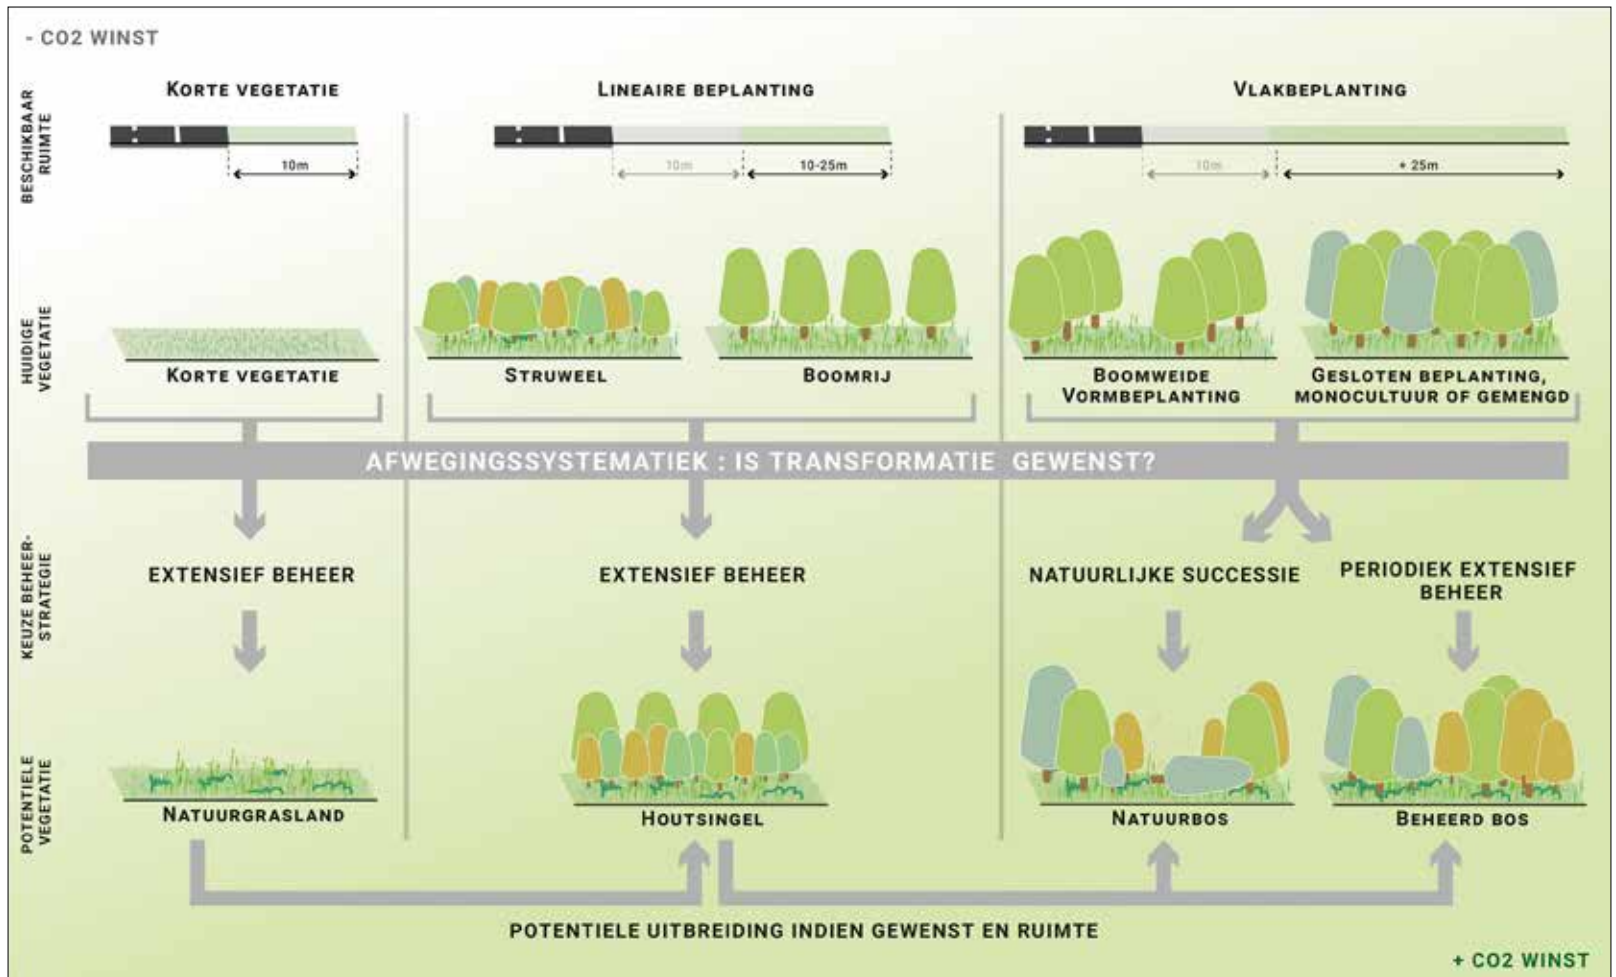 - CO2 WINST
BESCHIKBAAR
RUIMTE
KORTE VEGETATIE
LINEAIRE BEPLANTING
VLAKBEPLANTING
10m
10m
10-25m
10m
+ 25m
HUIDIGE
VEGETATIE
KORTE VEGETATIE
STRUWEEL
BOOMRIJ
BOOMWEIDE
VORMBEPLANTING
GESLOTEN BEPLANTING,
MONOCULTUUR OF GEMENGD
AFWEGINGSSYSTEMATIEK : IS TRANSFORMATIE GEWENST?
KEUZE BEHEER-
STRATEGIE
EXTENSIEF BEHEER
EXTENSIEF BEHEER
NATUURLIJKE SUCCESSIE
PERIODIEK EXTENSIEF
BEHEER
POTENTIELE
VEGETATIE
NATUURGRASLAND
HOUTSINGEL
NATUURBOS
BEHEERD BOS
POTENTIELE UITBREIDING INDIEN GEWENST EN RUIMTE
+ CO2 WINST